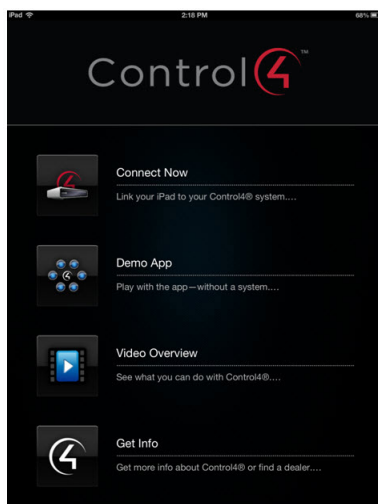 iPad 2:18 PM 68%
Control4™
Connect Now
Link your iPad to your Control4® system....
Demo App
Play with the app—without a system....
Video Overview
See what you can do with Control4®....
Get Info
Get more info about Control4® or find a dealer....